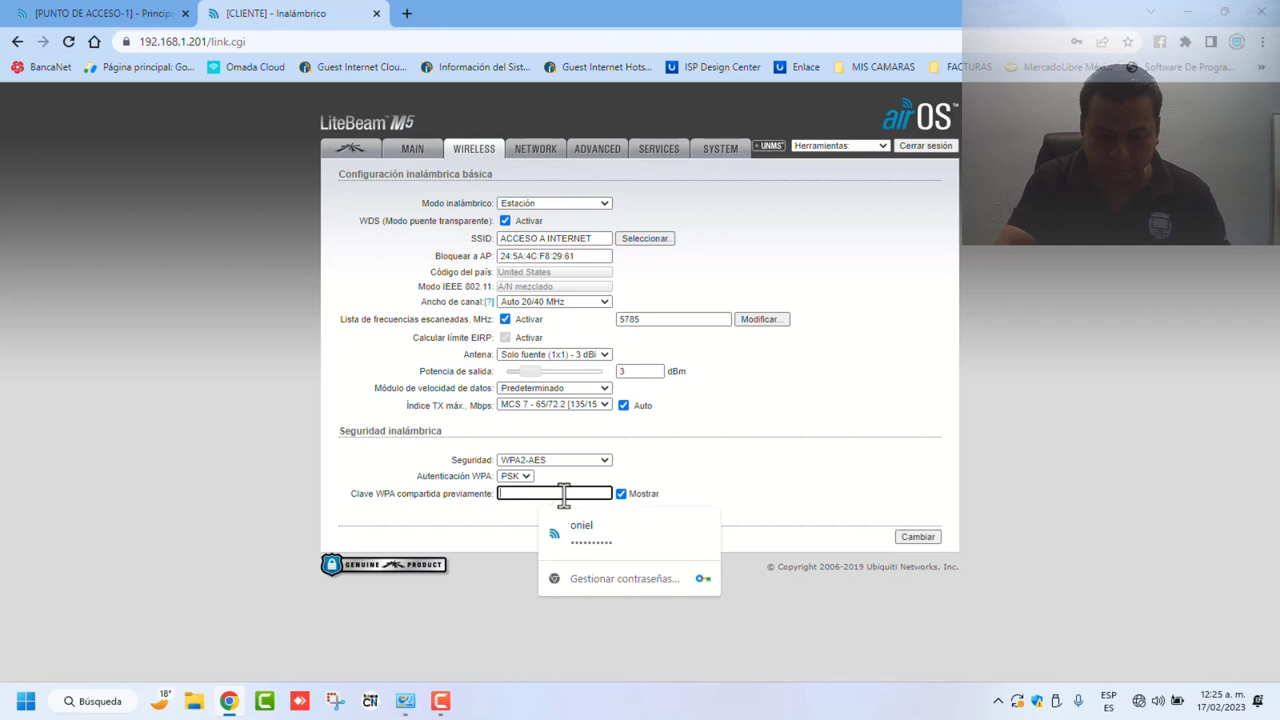 [PUNTO DE ACCESO-1] - Princip
[CLIENTE] - Inalámbrico
192.168.1.201/link.cgi
BancaNet
Página principal: Go...
Omada Cloud
Guest Internet Clou...
Información del Sist...
Guest Internet Hots...
ISP Design Center
Enlace
MIS CAMARAS
FACTURAS
MercadoLibre Méxi...
Software De Progra...
LiteBeam M5
airOS™
MAIN
WIRELESS
NETWORK
ADVANCED
SERVICES
SYSTEM
UNMS™
Herramientas:
Cerrar sesión
Configuración inalámbrica básica
Modo inalámbrico: Estación
WDS (Modo puente transparente): Activar
SSID: ACCESO A INTERNET Seleccionar..
Bloquear a AP: 24:5A:4C:F8:29:61
Código del país: United States
Modo IEEE 802.11: A/N mezclado
Ancho de canal:[?] Auto 20/40 MHz
Lista de frecuencias escaneadas, MHz: Activar 5785 Modificar...
Calcular límite EIRP: Activar
Antena: Solo fuente (1x1) - 3 dBi
Potencia de salida: 3 dBm
Módulo de velocidad de datos: Predeterminado
Índice TX máx., Mbps: MCS 7 - 65/72.2 [135/15 Auto
Seguridad inalámbrica
Seguridad: WPA2-AES
Autenticación WPA: PSK
Clave WPA compartida previamente: Mostrar
oniel
••••••••••
Gestionar contraseñas...
Cambiar
GENUINE PRODUCT
© Copyright 2006-2019 Ubiquiti Networks, Inc.
Búsqueda
18°
CN
ESP
ES
12:25 a. m.
17/02/2023